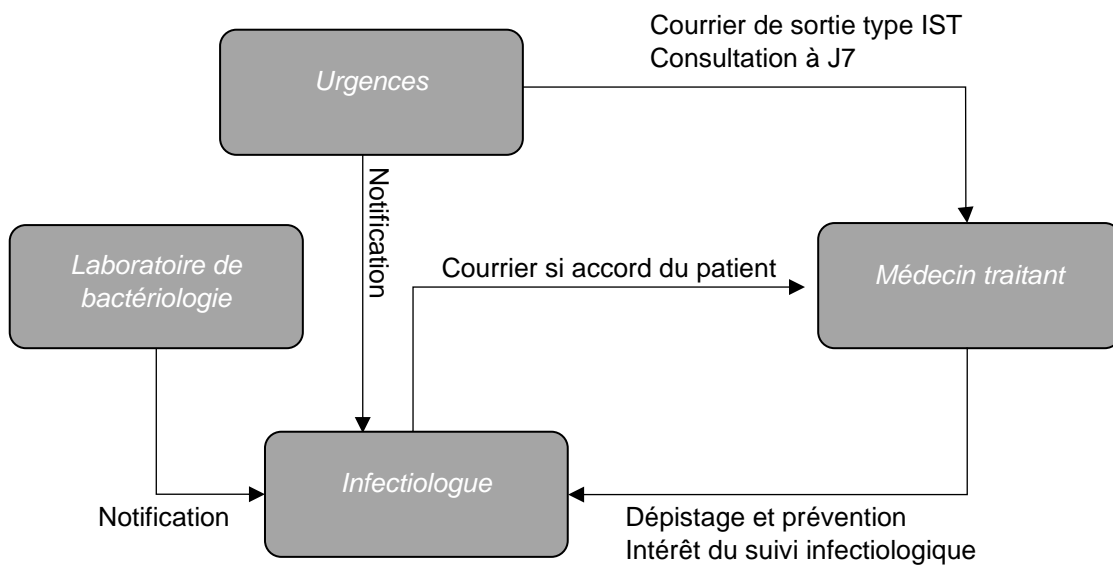 Courrier de sortie type IST
Consultation à J7
Urgences
Notification
Laboratoire de
bactériologie
Courrier si accord du patient
Médecin traitant
Infectiologue
Notification
Dépistage et prévention
Intérêt du suivi infectiologique